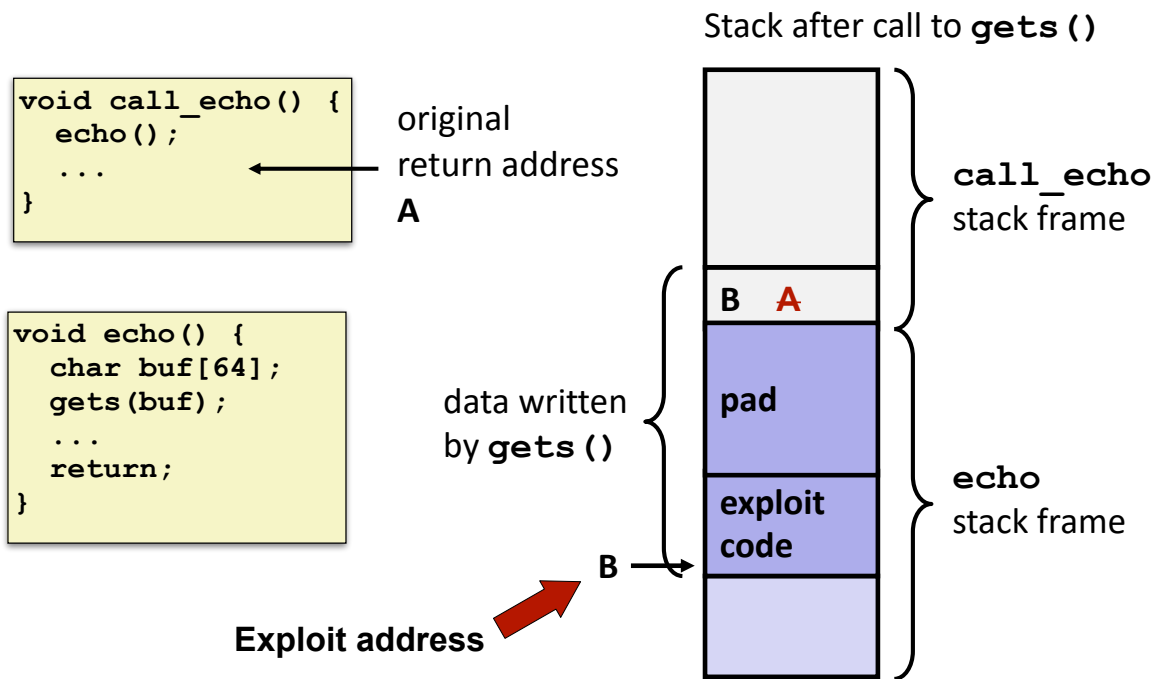 Stack after call to gets()
void call_echo() {
  echo();
  ...
}
original
return address
A
call_echo
stack frame
B A
void echo() {
  char buf[64];
  gets(buf);
  ...
  return;
}
data written
by gets()
pad
echo
stack frame
exploit
code
B
Exploit address